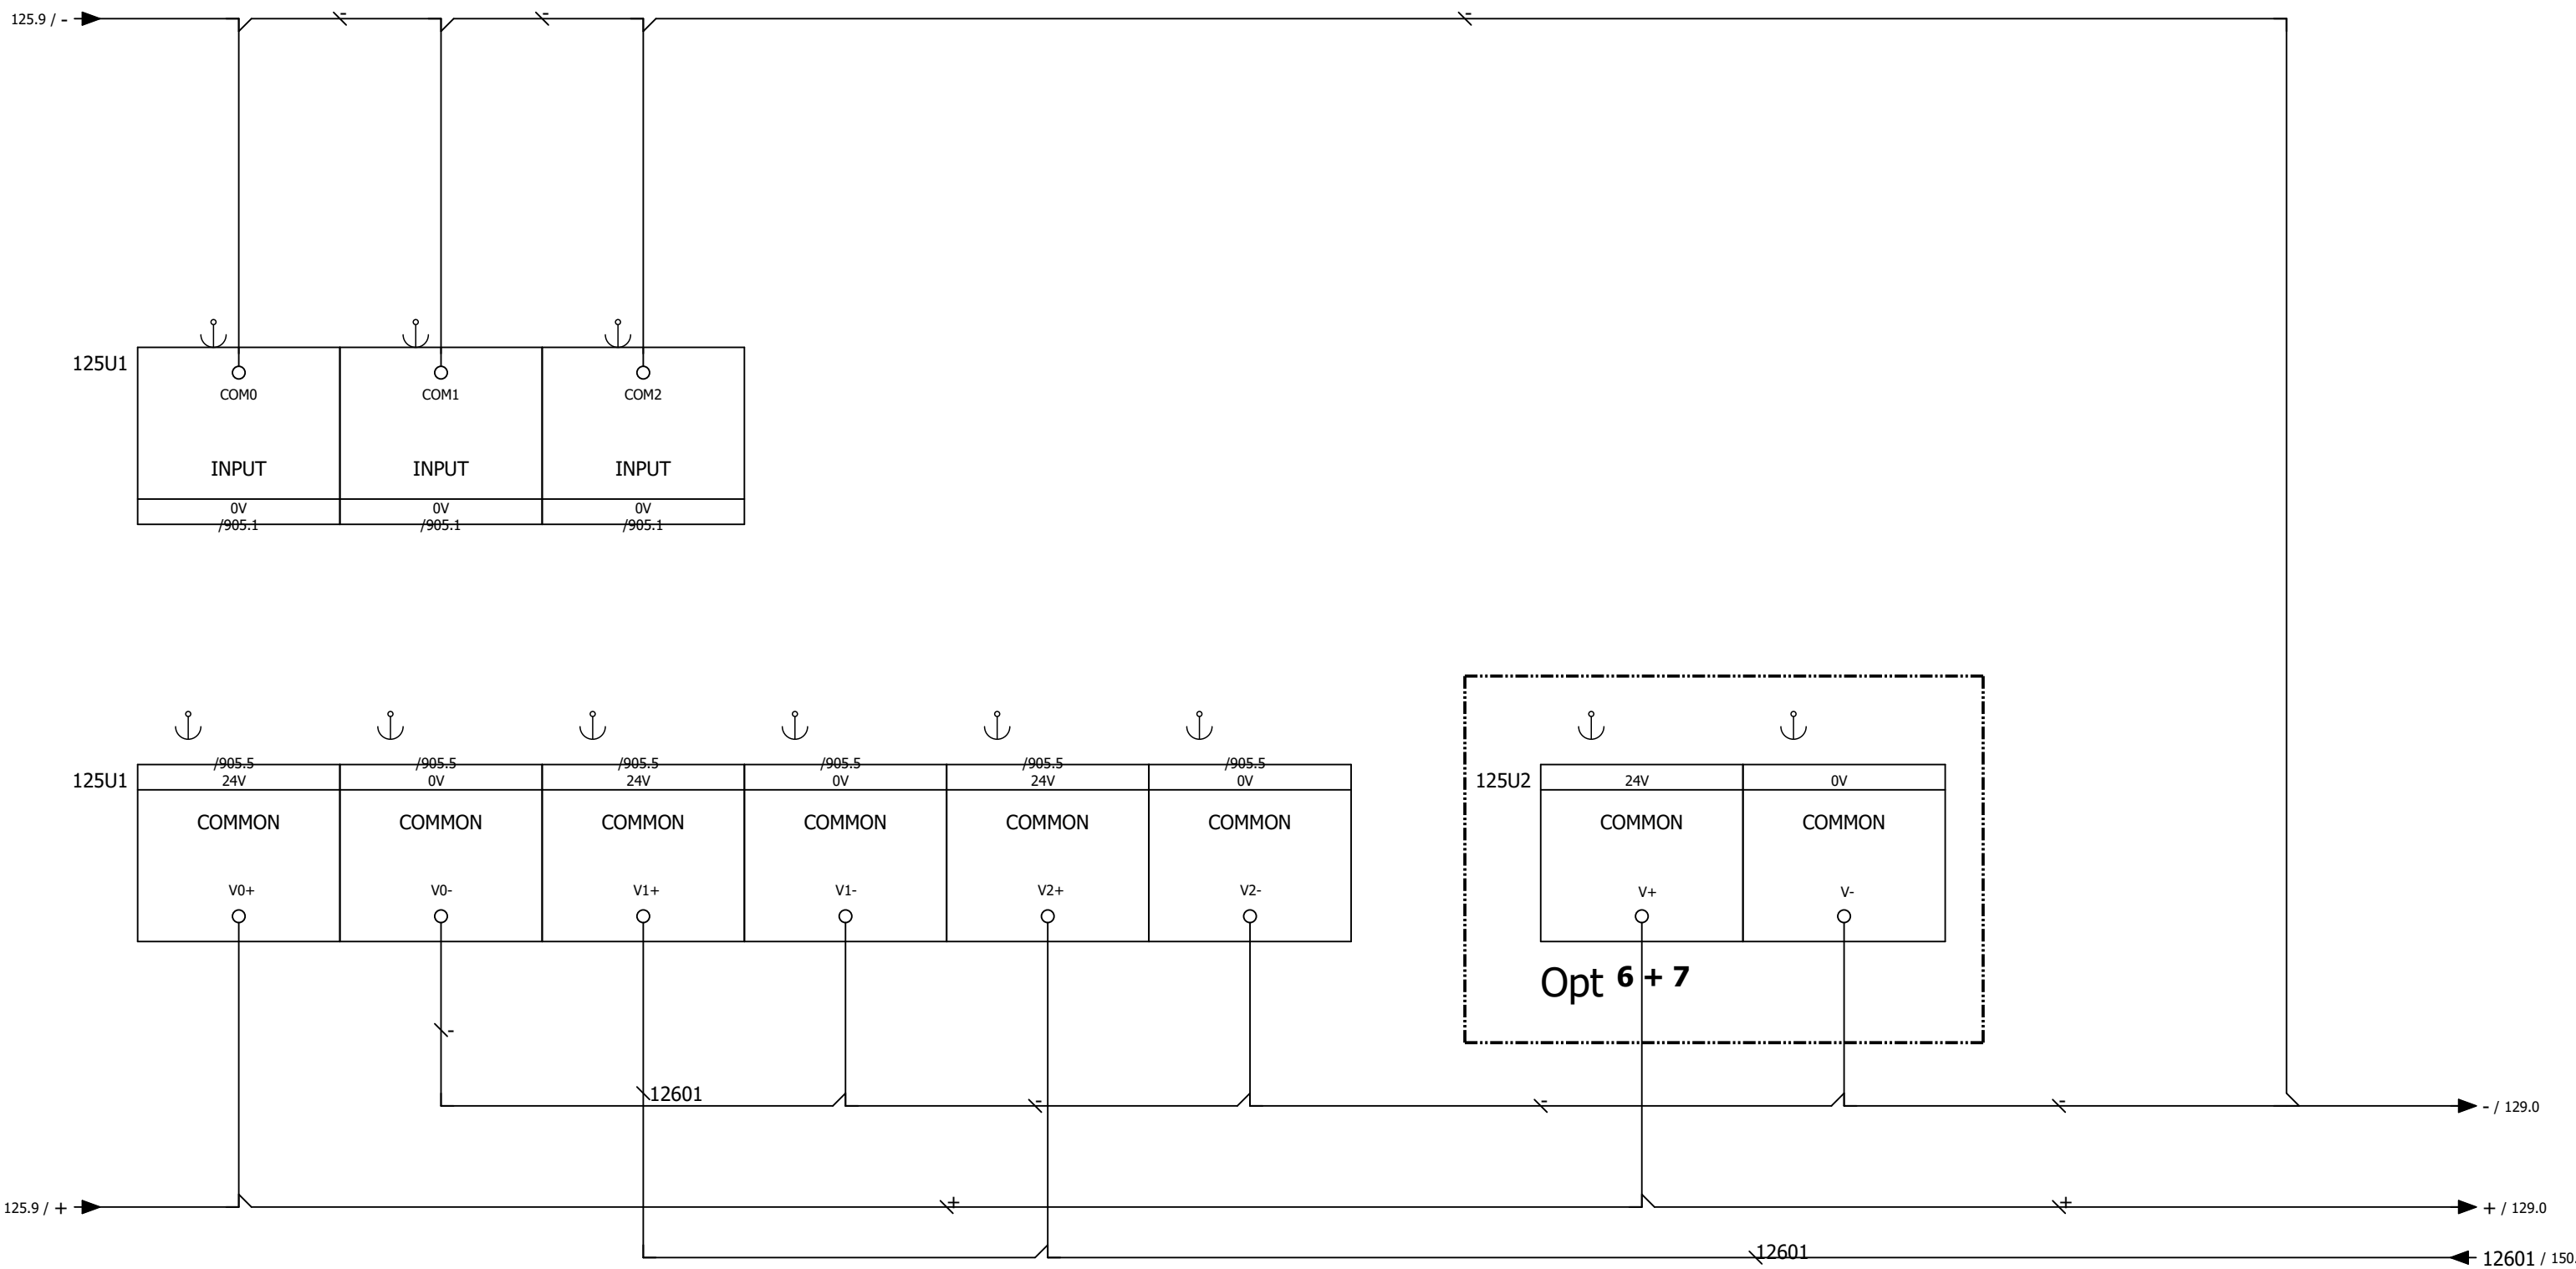 125.9 / -
-
-
-
125U1
COM0
COM1
COM2
INPUT
INPUT
INPUT
0V
0V
0V
/905.1
/905.1
/905.1
/905.5
/905.5
/905.5
/905.5
/905.5
/905.5
125U1
24V
0V
24V
0V
24V
0V
125U2
24V
0V
COMMON
COMMON
COMMON
COMMON
COMMON
COMMON
COMMON
COMMON
V0+
V0-
V1+
V1-
V2+
V2-
V+
V-
Opt 6 + 7
-
12601
-
-
-
- / 129.0
125.9 / +
+
+
+ / 129.0
12601
12601 / 150